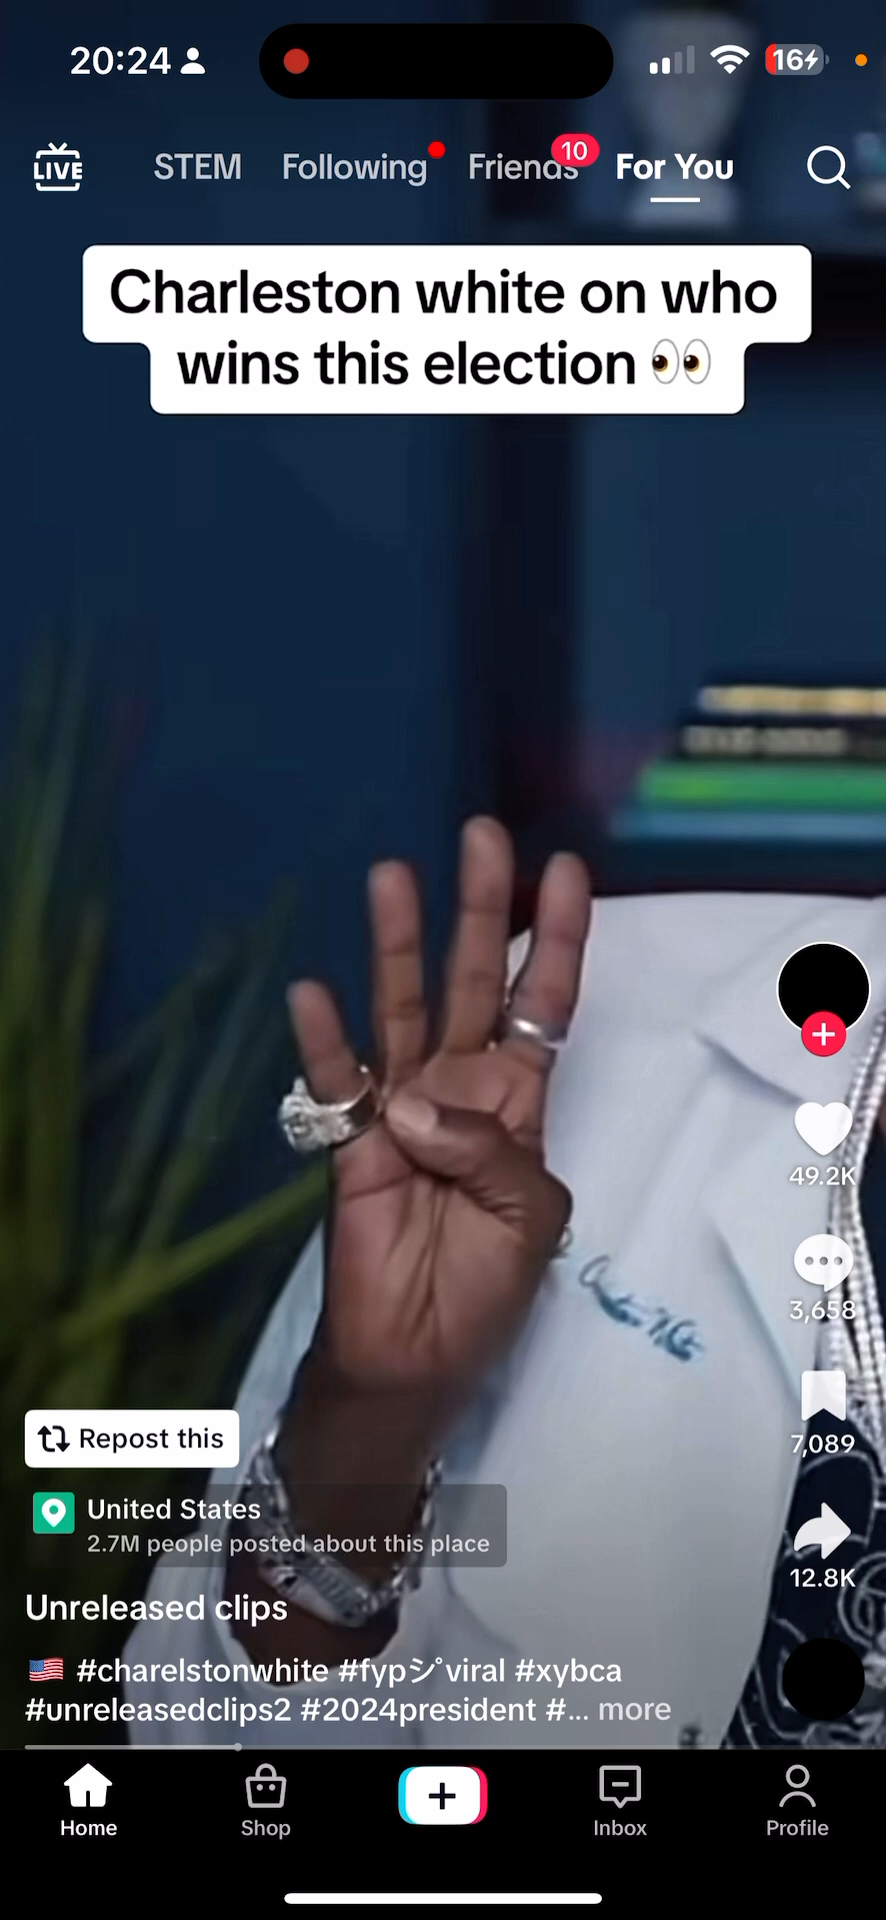 20:24
16
LIVE
STEM
Following
Friends
10
For You
Charleston white on who
wins this election 👀
49.2K
3,658
7,089
12.8K
Repost this
United States
2.7M people posted about this place
Unreleased clips
🇺🇸 #charelstonwhite #fypシ゚viral #xybca
#unreleasedclips2 #2024president #... more
Home
Shop
Inbox
Profile